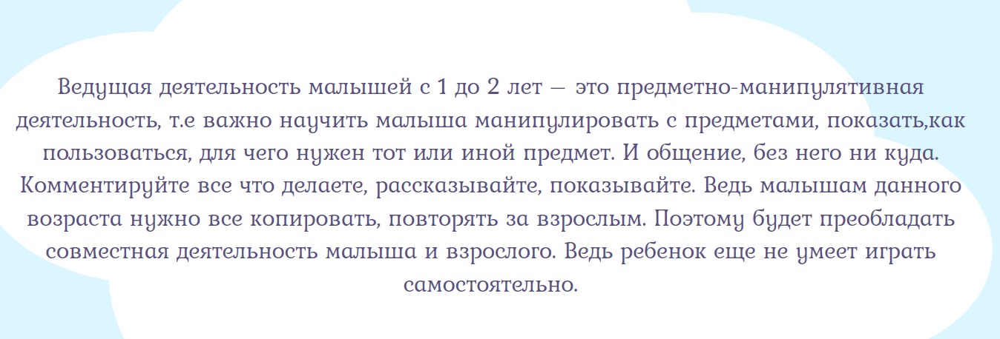 Ведущая деятельность малышей с 1 до 2 лет – это предметно-манипулятивная
деятельность, т.е важно научить малыша манипулировать с предметами, показать,как
пользоваться, для чего нужен тот или иной предмет. И общение, без него ни куда.
Комментируйте все что делаете, рассказывайте, показывайте. Ведь малышам данного
возраста нужно все копировать, повторять за взрослым. Поэтому будет преобладать
совместная деятельность малыша и взрослого. Ведь ребенок еще не умеет играть
самостоятельно.